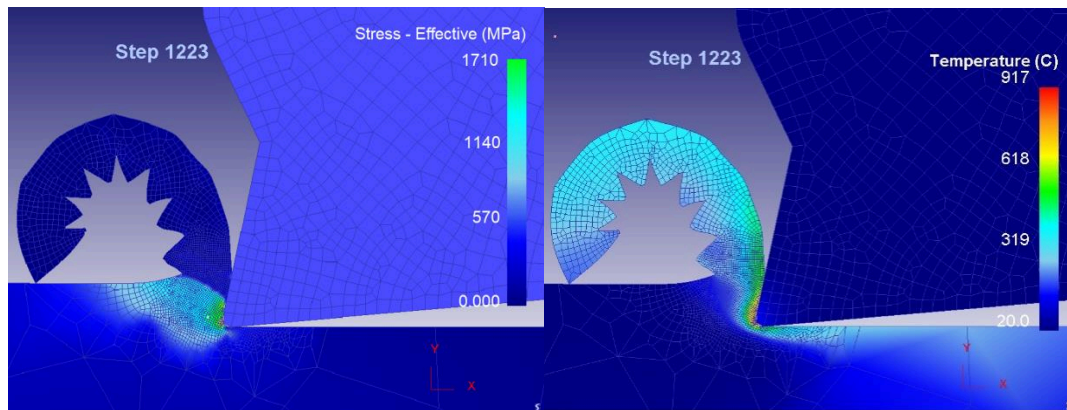 Step 1223
Stress - Effective (MPa)
1710
1140
570
0.000
Y
X
Step 1223
Temperature (C)
917
618
319
20.0
Y
X